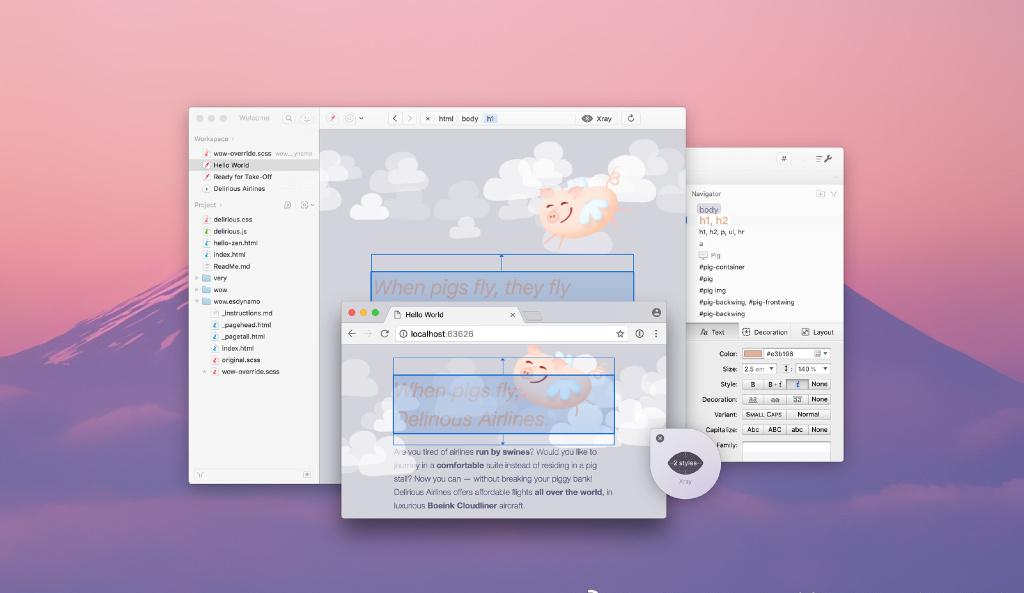 Welcome
Workspace
wow-override.scss
Hello World
Ready for Take-Off
Delirious Airlines
Project
delirious.css
delirious.js
hello-zen.html
index.html
ReadMe.md
very
wow
wow.esdynamo
_instructions.md
_pagehead.html
_pagetail.html
index.html
original.scss
wow-override.scss
html body h1
Xray
When pigs fly, they fly
Hello World
localhost:63626
When pigs fly,
Delirious Airlines.
Are you tired of airlines run by swines? Would you like to
journey in a comfortable suite instead of residing in a pig
stall? Now you can — without breaking your piggy bank!
Delirious Airlines offers affordable flights all over the world, in
luxurious Boeink Cloudliner aircraft.
2 styles
Xray
#
Navigator
body
h1, h2
h1, h2, p, ul, hr
a
Pig
#pig-container
#pig
#pig img
#pig-backwing, #pig-frontwing
#pig-backwing
Aa Text Decoration Layout
Color: #e3b196
Size: 2.5 em 140 %
Style: B B+i i None
Decoration: aa aa aa None
Variant: SMALL CAPS Normal
Capitalize: Abc ABC abc None
Family: